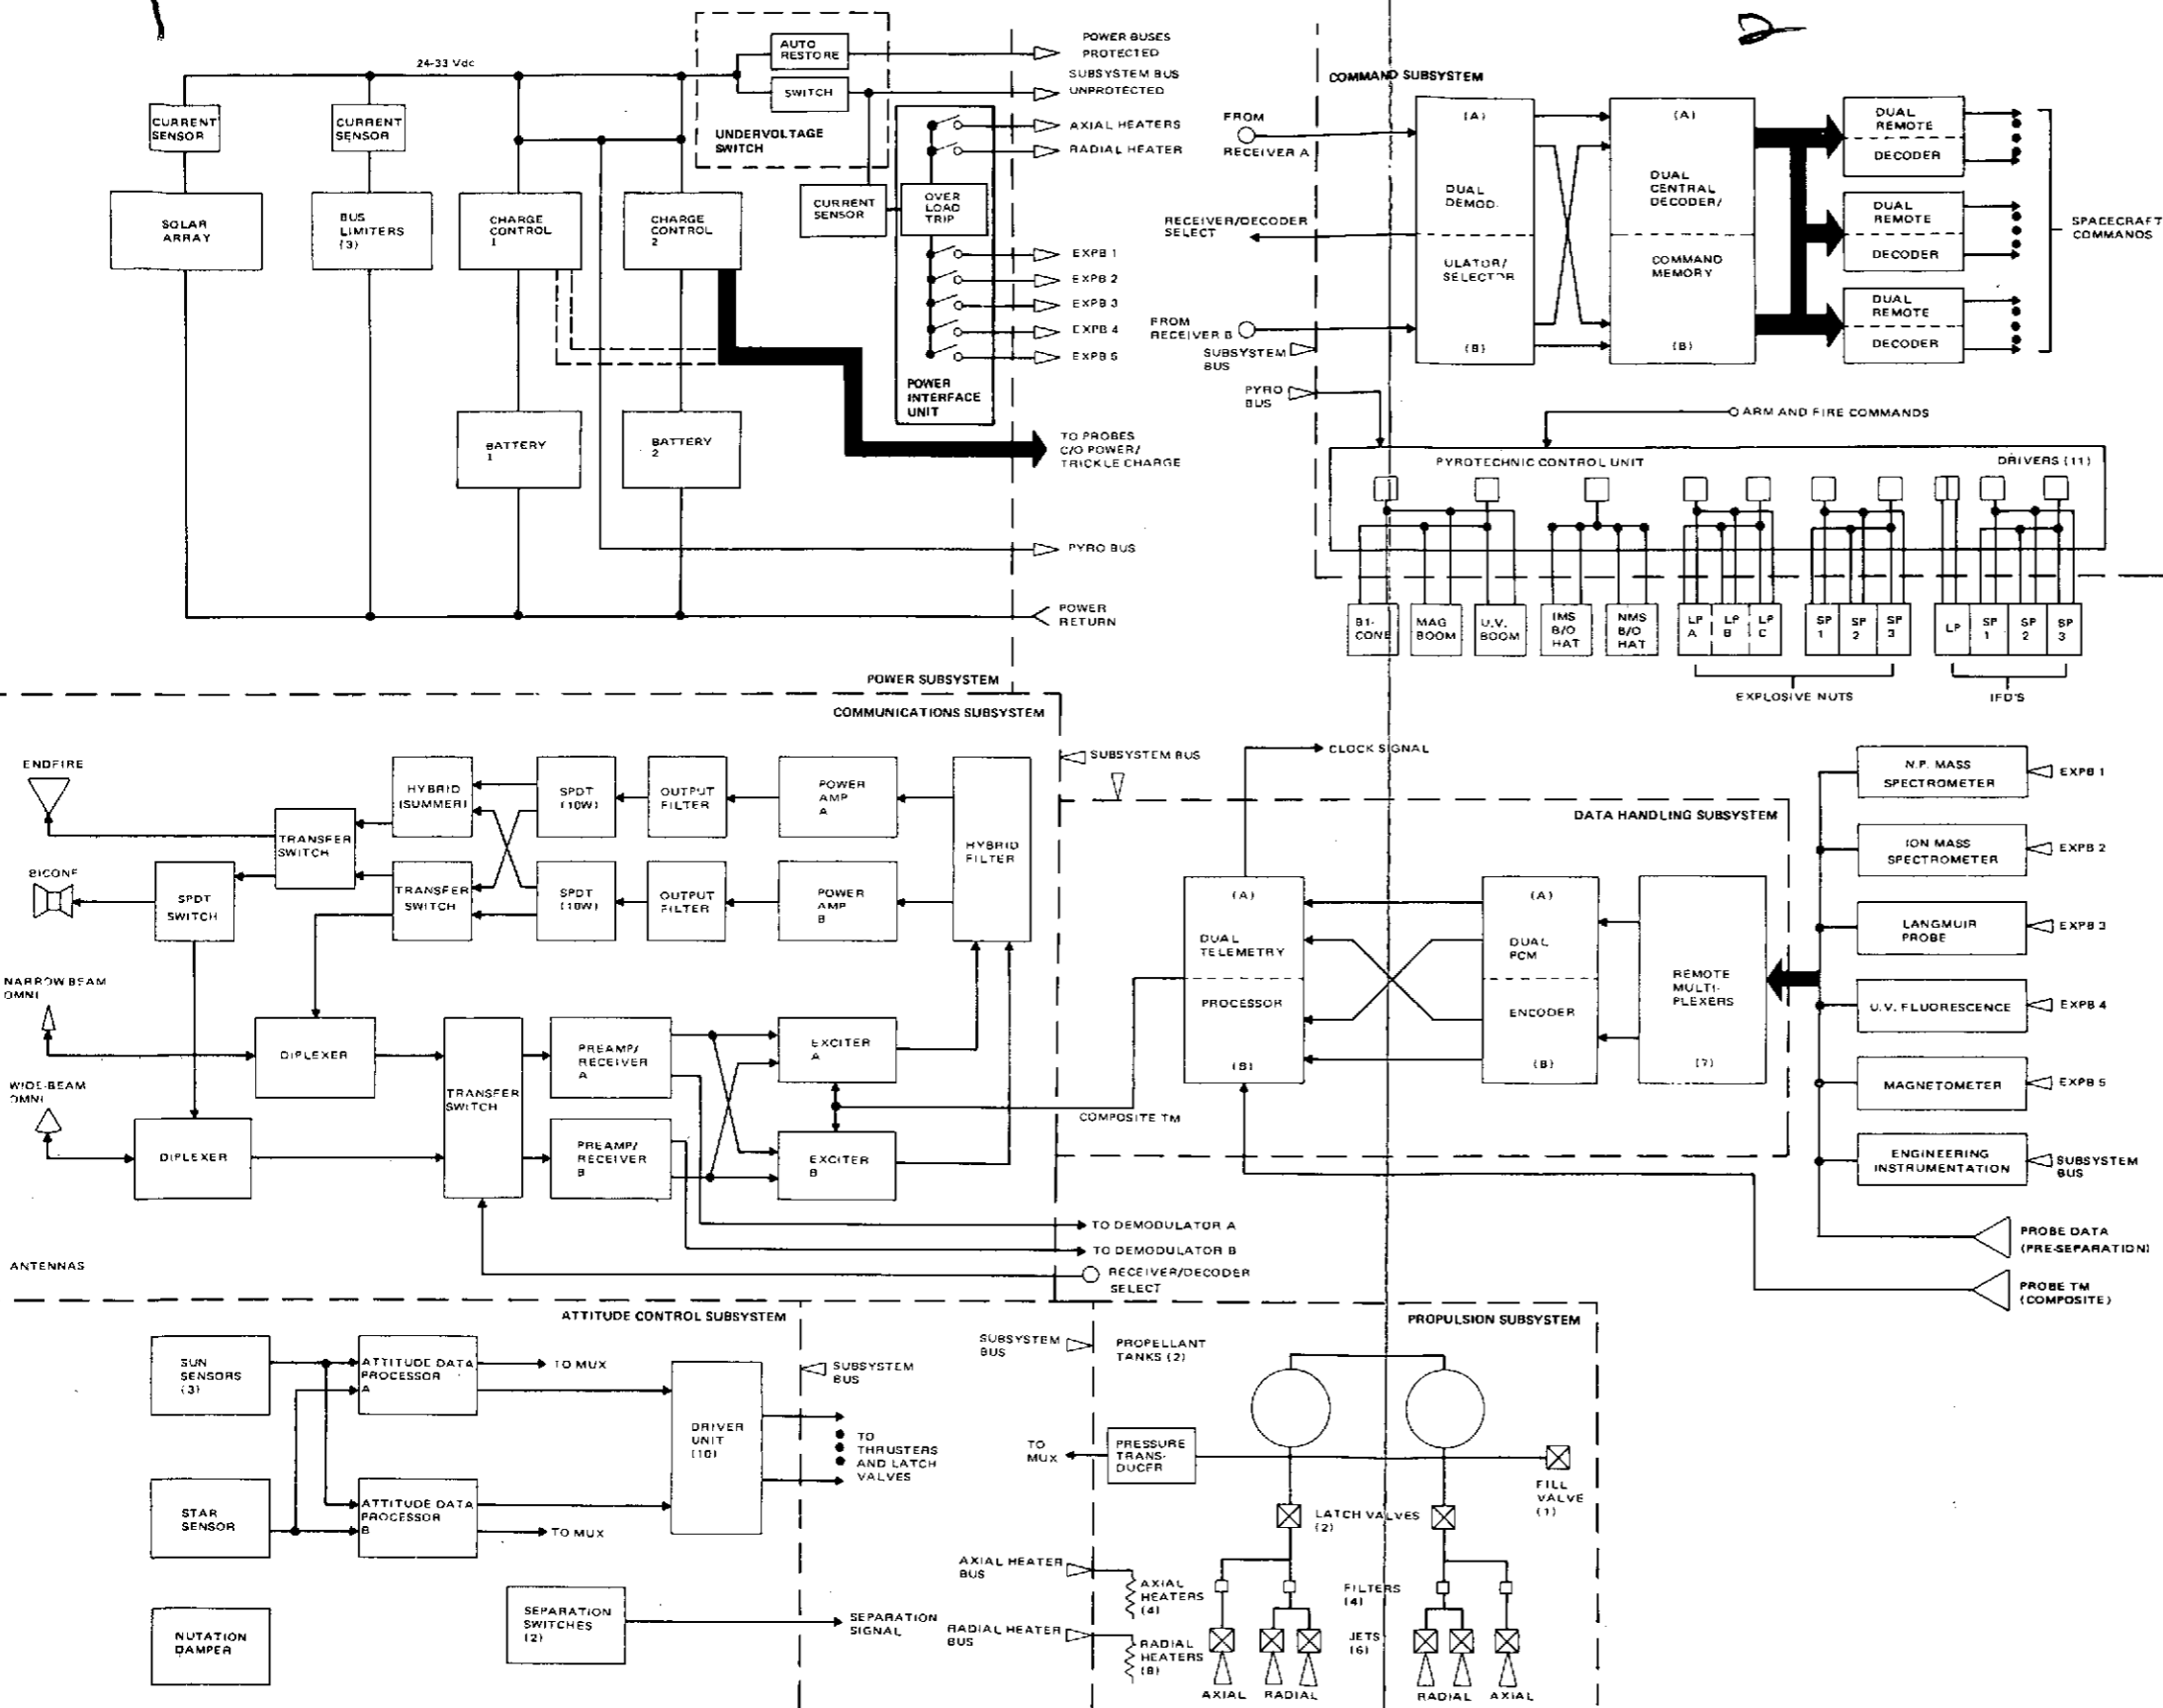 24-33 Vdc
AUTO
RESTORE
SWITCH
UNDERVOLTAGE
SWITCH
POWER BUSES
PROTECTED
SUBSYSTEM BUS
UNPROTECTED
AXIAL HEATERS
RADIAL HEATER
CURRENT
SENSOR
CURRENT
SENSOR
SOLAR
ARRAY
BUS
LIMITERS
(3)
CHARGE
CONTROL
1
CHARGE
CONTROL
2
CURRENT
SENSOR
OVER
LOAD
TRIP
EXPB 1
EXPB 2
EXPB 3
EXPB 4
EXPB 5
POWER
INTERFACE
UNIT
BATTERY
1
BATTERY
2
TO PROBES
C/O POWER/
TRICKLE CHARGE
PYRO BUS
POWER
RETURN
POWER SUBSYSTEM
COMMAND SUBSYSTEM
FROM
RECEIVER A
RECEIVER/DECODER
SELECT
FROM
RECEIVER B
SUBSYSTEM
BUS
PYRO
BUS
(A)
DUAL
DEMOD-
ULATOR/
SELECTOR
(B)
(A)
DUAL
CENTRAL
DECODER/
COMMAND
MEMORY
(B)
DUAL
REMOTE
DECODER
DUAL
REMOTE
DECODER
DUAL
REMOTE
DECODER
SPACECRAFT
COMMANDS
ARM AND FIRE COMMANDS
PYROTECHNIC CONTROL UNIT
DRIVERS (11)
BI-
CONE
MAG
BOOM
U.V.
BOOM
IMS
B/O
HAT
NMS
B/O
HAT
LP
A
LP
B
LP
C
SP
1
SP
2
SP
3
LP
SP
1
SP
2
SP
3
EXPLOSIVE NUTS
IFD'S
COMMUNICATIONS SUBSYSTEM
ENDFIRE
BICONE
NARROW BEAM
OMNI
WIDE-BEAM
OMNI
ANTENNAS
HYBRID
(SUMMER)
SPDT
(10W)
OUTPUT
FILTER
POWER
AMP
A
HYBRID
FILTER
TRANSFER
SWITCH
SPDT
SWITCH
TRANSFER
SWITCH
SPDT
(10W)
OUTPUT
FILTER
POWER
AMP
B
DIPLEXER
DIPLEXER
TRANSFER
SWITCH
PREAMP/
RECEIVER
A
PREAMP/
RECEIVER
B
EXCITER
A
EXCITER
B
COMPOSITE TM
TO DEMODULATOR A
TO DEMODULATOR B
RECEIVER/DECODER
SELECT
SUBSYSTEM BUS
CLOCK SIGNAL
DATA HANDLING SUBSYSTEM
(A)
DUAL
TELEMETRY
PROCESSOR
(B)
(A)
DUAL
PCM
ENCODER
(B)
REMOTE
MULTI-
PLEXERS
(7)
N.P. MASS
SPECTROMETER
EXPB 1
ION MASS
SPECTROMETER
EXPB 2
LANGMUIR
PROBE
EXPB 3
U.V. FLUORESCENCE
EXPB 4
MAGNETOMETER
EXPB 5
ENGINEERING
INSTRUMENTATION
SUBSYSTEM
BUS
PROBE DATA
(PRE-SEPARATION)
PROBE TM
(COMPOSITE)
ATTITUDE CONTROL SUBSYSTEM
SUN
SENSORS
(3)
STAR
SENSOR
NUTATION
DAMPER
ATTITUDE DATA
PROCESSOR
A
TO MUX
ATTITUDE DATA
PROCESSOR
B
TO MUX
DRIVER
UNIT
(10)
SUBSYSTEM
BUS
TO
THRUSTERS
AND LATCH
VALVES
SEPARATION
SWITCHES
(2)
SEPARATION
SIGNAL
PROPULSION SUBSYSTEM
SUBSYSTEM
BUS
PROPELLANT
TANKS (2)
TO
MUX
PRESSURE
TRANS-
DUCER
FILL
VALVE
(1)
LATCH VALVES
(2)
AXIAL HEATER
BUS
AXIAL
HEATERS
(4)
FILTERS
(4)
RADIAL HEATER
BUS
RADIAL
HEATERS
(8)
JETS
(6)
AXIAL
RADIAL
RADIAL
AXIAL